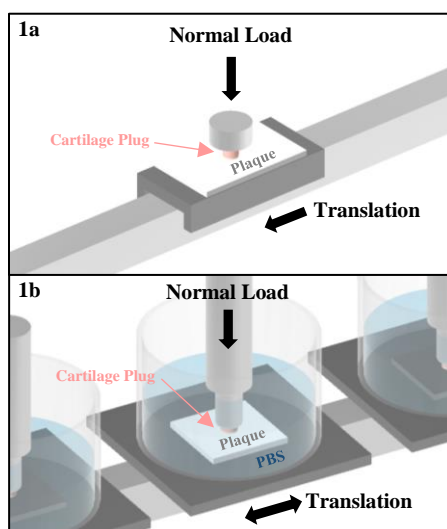 1a
Normal Load
Cartilage Plug
Plaque
Translation
1b
Normal Load
Cartilage Plug
Plaque
PBS
Translation